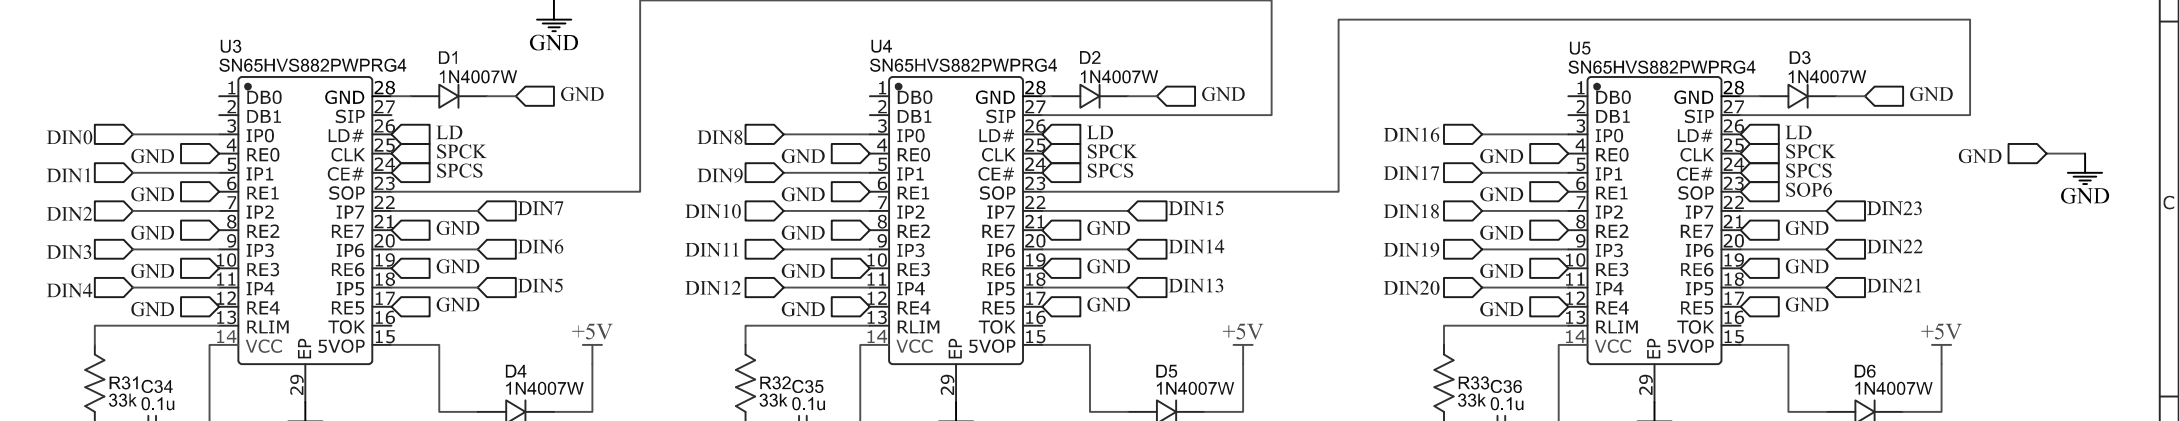 GND
U3
SN65HVS882PWPRG4
D1
1N4007W
GND
1 DB0 GND 28
2 DB1 SIP 27
DIN0 3 IP0 LD# 26 LD
GND 4 RE0 CLK 25 SPCK
DIN1 5 IP1 CE# 24 SPCS
GND 6 RE1 SOP 23
DIN2 7 IP2 IP7 22 DIN7
GND 8 RE2 RE7 21 GND
DIN3 9 IP3 IP6 20 DIN6
GND 10 RE3 RE6 19 GND
DIN4 11 IP4 IP5 18 DIN5
GND 12 RE4 RE5 17 GND
13 RLIM TOK 16
14 VCC 5VOP 15
EP
29
+5V
D4
1N4007W
R31 C34
33k 0.1u
U4
SN65HVS882PWPRG4
D2
1N4007W
GND
1 DB0 GND 28
2 DB1 SIP 27
DIN8 3 IP0 LD# 26 LD
GND 4 RE0 CLK 25 SPCK
DIN9 5 IP1 CE# 24 SPCS
GND 6 RE1 SOP 23
DIN10 7 IP2 IP7 22 DIN15
GND 8 RE2 RE7 21 GND
DIN11 9 IP3 IP6 20 DIN14
GND 10 RE3 RE6 19 GND
DIN12 11 IP4 IP5 18 DIN13
GND 12 RE4 RE5 17 GND
13 RLIM TOK 16
14 VCC 5VOP 15
EP
29
+5V
D5
1N4007W
R32 C35
33k 0.1u
U5
SN65HVS882PWPRG4
D3
1N4007W
GND
1 DB0 GND 28
2 DB1 SIP 27
DIN16 3 IP0 LD# 26 LD
GND 4 RE0 CLK 25 SPCK
DIN17 5 IP1 CE# 24 SPCS
GND 6 RE1 SOP 23 SOP6
DIN18 7 IP2 IP7 22 DIN23
GND 8 RE2 RE7 21 GND
DIN19 9 IP3 IP6 20 DIN22
GND 10 RE3 RE6 19 GND
DIN20 11 IP4 IP5 18 DIN21
GND 12 RE4 RE5 17 GND
13 RLIM TOK 16
14 VCC 5VOP 15
EP
29
+5V
D6
1N4007W
R33 C36
33k 0.1u
GND
GND
C